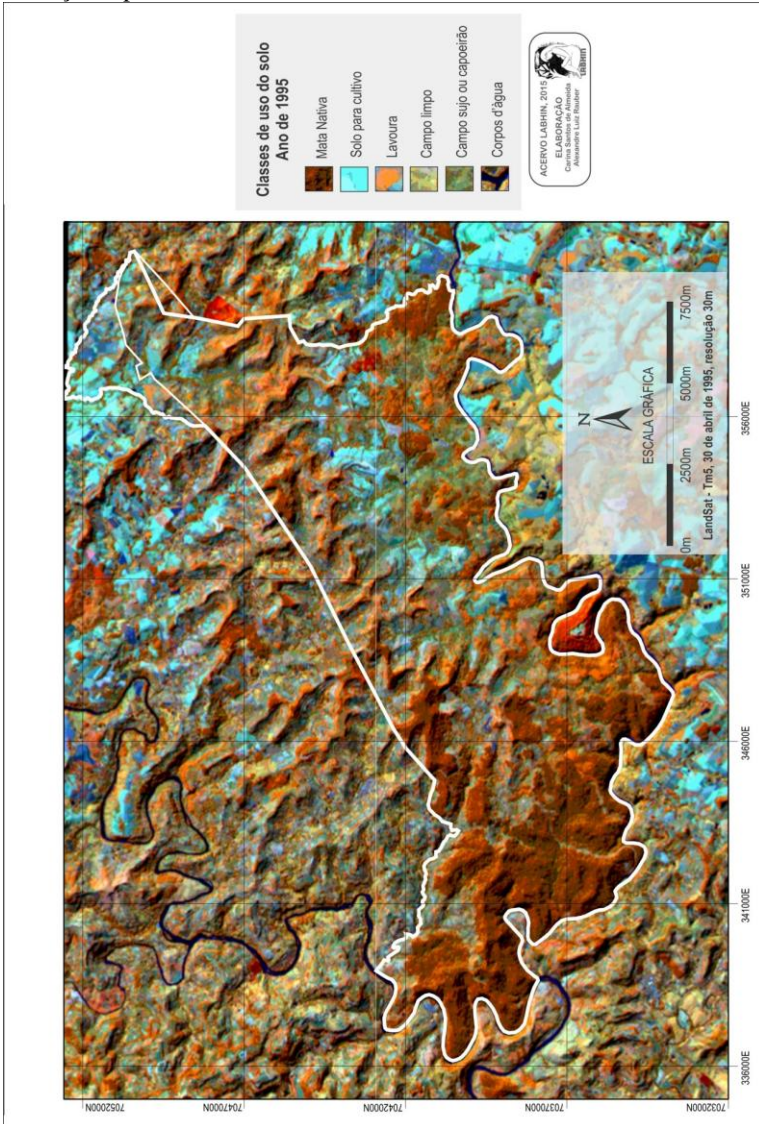 Classes de uso do solo
Ano de 1995
Mata Nativa
Solo para cultivo
Lavoura
Campo limpo
Campo sujo ou capoeirão
Corpos d'água
ACERVO LABHIN, 2015
ELABORAÇÃO
Carina Santos de Almeida
Alexandre Luiz Rauber
LABHIN
N
ESCALA GRÁFICA
0m 2500m 5000m 7500m
LandSat - Tm5, 30 de abril de 1995, resolução 30m
7052000N
7047000N
7042000N
7037000N
7032000N
336000E
341000E
346000E
351000E
356000E